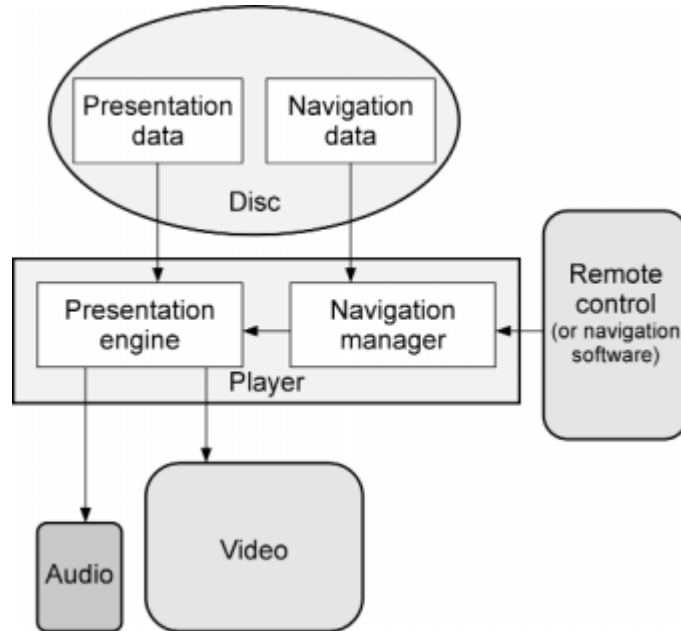 Presentation
data
Navigation
data
Disc
Presentation
engine
Navigation
manager
Player
Remote
control
(or navigation
software)
Audio
Video